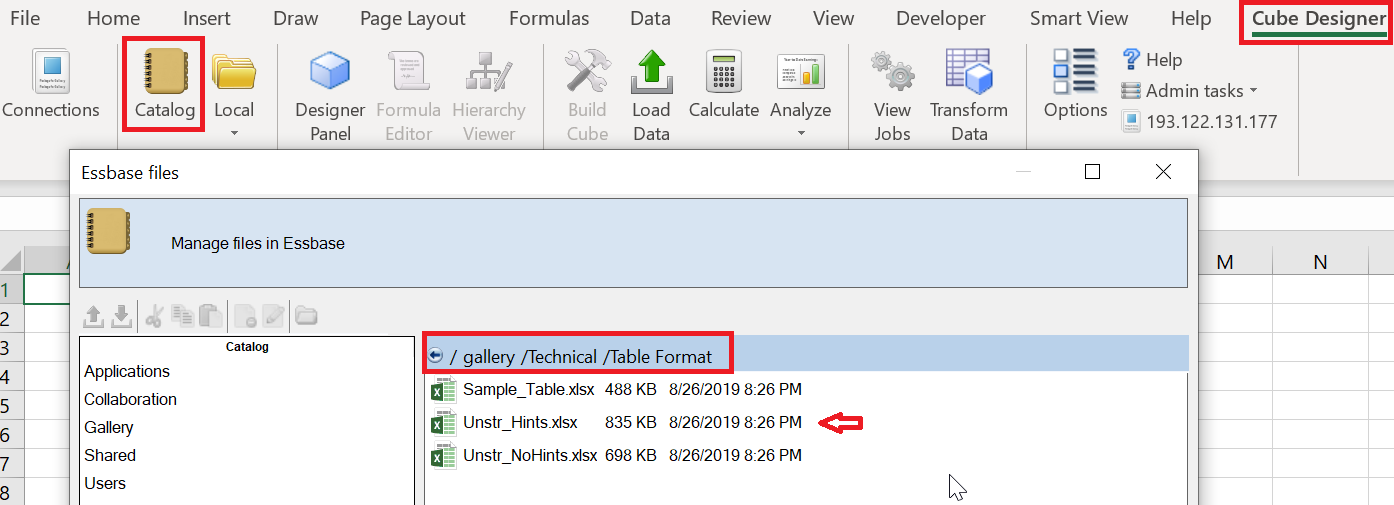 File Home Insert Draw Page Layout Formulas Data Review View Developer Smart View Help Cube Designer
Connections
Catalog
Local
Designer
Panel
Formula
Editor
Hierarchy
Viewer
Build
Cube
Load
Data
Calculate
Analyze
View
Jobs
Transform
Data
Options
Help
Admin tasks
193.122.131.177
Essbase files
Manage files in Essbase
M N
1
2
3
4
5
6
7
8
Catalog
Applications
Collaboration
Gallery
Shared
Users
/ gallery /Technical /Table Format
Sample_Table.xlsx 488 KB 8/26/2019 8:26 PM
Unstr_Hints.xlsx 835 KB 8/26/2019 8:26 PM
Unstr_NoHints.xlsx 698 KB 8/26/2019 8:26 PM